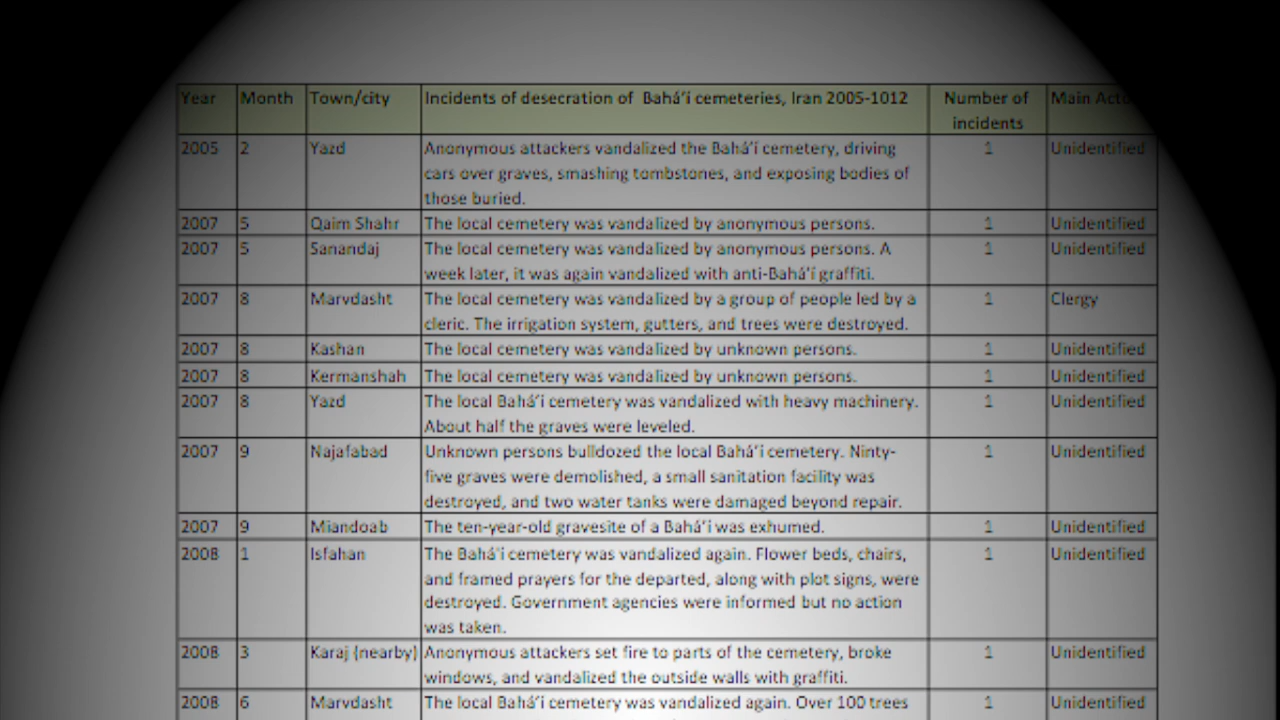 Year Month Town/city Incidents of desecration of Bahá'í cemeteries, Iran 2005-1012 Number of Main
incidents
2005 2 Yazd Anonymous attackers vandalized the Bahá'í cemetery, driving 1 Unidentified
cars over graves, smashing tombstones, and exposing bodies of
those buried.
2007 5 Qaim Shahr The local cemetery was vandalized by anonymous persons. 1 Unidentified
2007 5 Sanandaj The local cemetery was vandalized by anonymous persons. A 1 Unidentified
week later, it was again vandalized with anti-Bahá'í graffiti.
2007 8 Marvdasht The local cemetery was vandalized by a group of people led by a 1 Clergy
cleric. The irrigation system, gutters, and trees were destroyed.
2007 8 Kashan The local cemetery was vandalized by unknown persons. 1 Unidentified
2007 8 Kermanshah The local cemetery was vandalized by unknown persons. 1 Unidentified
2007 8 Yazd The local Bahá'í cemetery was vandalized with heavy machinery. 1 Unidentified
About half the graves were leveled.
2007 9 Najafabad Unknown persons bulldozed the local Bahá'í cemetery. Ninty- 1 Unidentified
five graves were demolished, a small sanitation facility was
destroyed, and two water tanks were damaged beyond repair.
2007 9 Miandoab The ten-year-old gravesite of a Bahá'í was exhumed. 1 Unidentified
2008 1 Isfahan The Bahá'í cemetery was vandalized again. Flower beds, chairs, 1 Unidentified
and framed prayers for the departed, along with plot signs, were
destroyed. Government agencies were informed but no action
was taken.
2008 3 Karaj (nearby) Anonymous attackers set fire to parts of the cemetery, broke 1 Unidentified
windows, and vandalized the outside walls with graffiti.
2008 6 Marvdasht The local Bahá'í cemetery was vandalized again. Over 100 trees 1 Unidentified